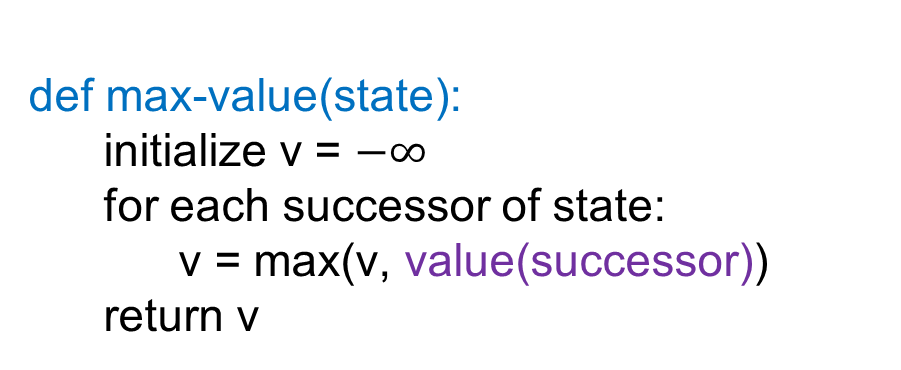 def max-value(state):
initialize v = −∞
for each successor of state:
v = max(v, value(successor))
return v